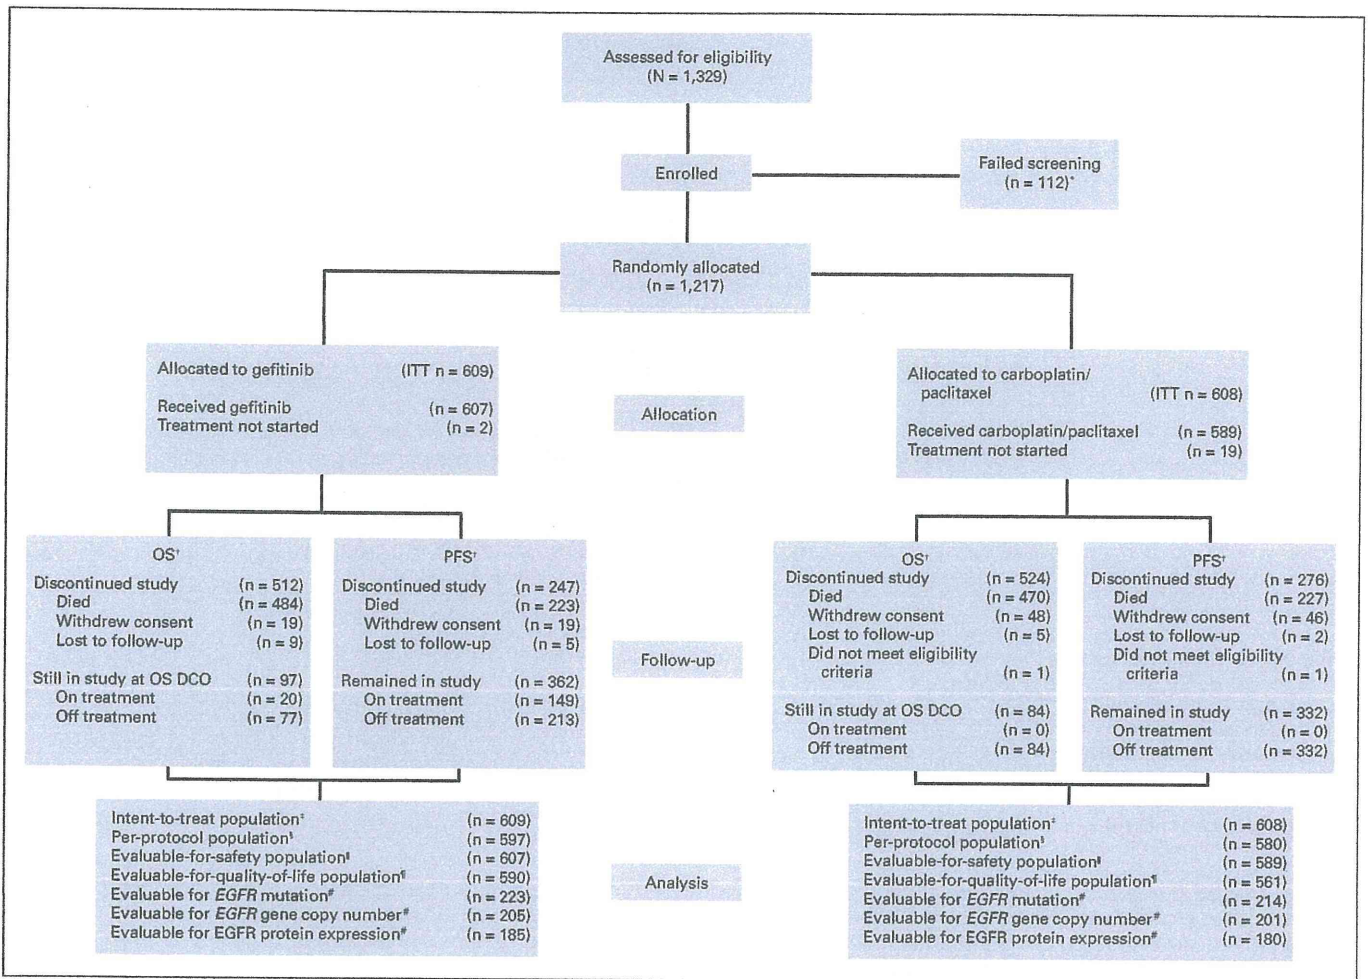 Assessed for eligibility
(N = 1,329)
Enrolled
Failed screening
(n = 112)*
Randomly allocated
(n = 1,217)
Allocated to gefitinib (ITT n = 609)
Received gefitinib (n = 607)
Treatment not started (n = 2)
Allocation
Allocated to carboplatin/
paclitaxel (ITT n = 608)
Received carboplatin/paclitaxel (n = 589)
Treatment not started (n = 19)
OS†
Discontinued study (n = 512)
Died (n = 484)
Withdrew consent (n = 19)
Lost to follow-up (n = 9)
Still in study at OS DCO (n = 97)
On treatment (n = 20)
Off treatment (n = 77)
PFS†
Discontinued study (n = 247)
Died (n = 223)
Withdrew consent (n = 19)
Lost to follow-up (n = 5)
Remained in study (n = 362)
On treatment (n = 149)
Off treatment (n = 213)
Follow-up
OS†
Discontinued study (n = 524)
Died (n = 470)
Withdrew consent (n = 48)
Lost to follow-up (n = 5)
Did not meet eligibility
criteria (n = 1)
Still in study at OS DCO (n = 84)
On treatment (n = 0)
Off treatment (n = 84)
PFS†
Discontinued study (n = 276)
Died (n = 227)
Withdrew consent (n = 46)
Lost to follow-up (n = 2)
Did not meet eligibility
criteria (n = 1)
Remained in study (n = 332)
On treatment (n = 0)
Off treatment (n = 332)
Intent-to-treat population‡ (n = 609)
Per-protocol population§ (n = 597)
Evaluable-for-safety population‖ (n = 607)
Evaluable-for-quality-of-life population¶ (n = 590)
Evaluable for EGFR mutation# (n = 223)
Evaluable for EGFR gene copy number# (n = 205)
Evaluable for EGFR protein expression# (n = 185)
Analysis
Intent-to-treat population‡ (n = 608)
Per-protocol population§ (n = 580)
Evaluable-for-safety population‖ (n = 589)
Evaluable-for-quality-of-life population¶ (n = 561)
Evaluable for EGFR mutation# (n = 214)
Evaluable for EGFR gene copy number# (n = 201)
Evaluable for EGFR protein expression# (n = 180)